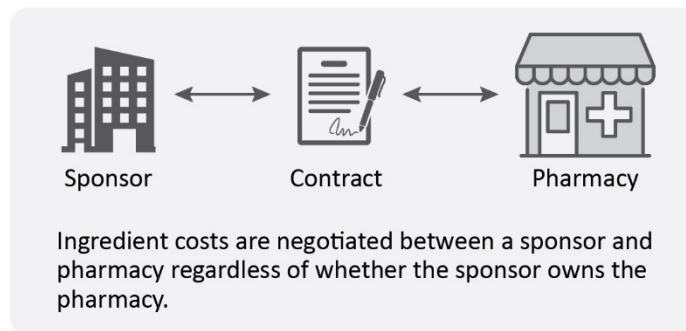 Sponsor
Contract
Pharmacy
Ingredient costs are negotiated between a sponsor and
pharmacy regardless of whether the sponsor owns the
pharmacy.